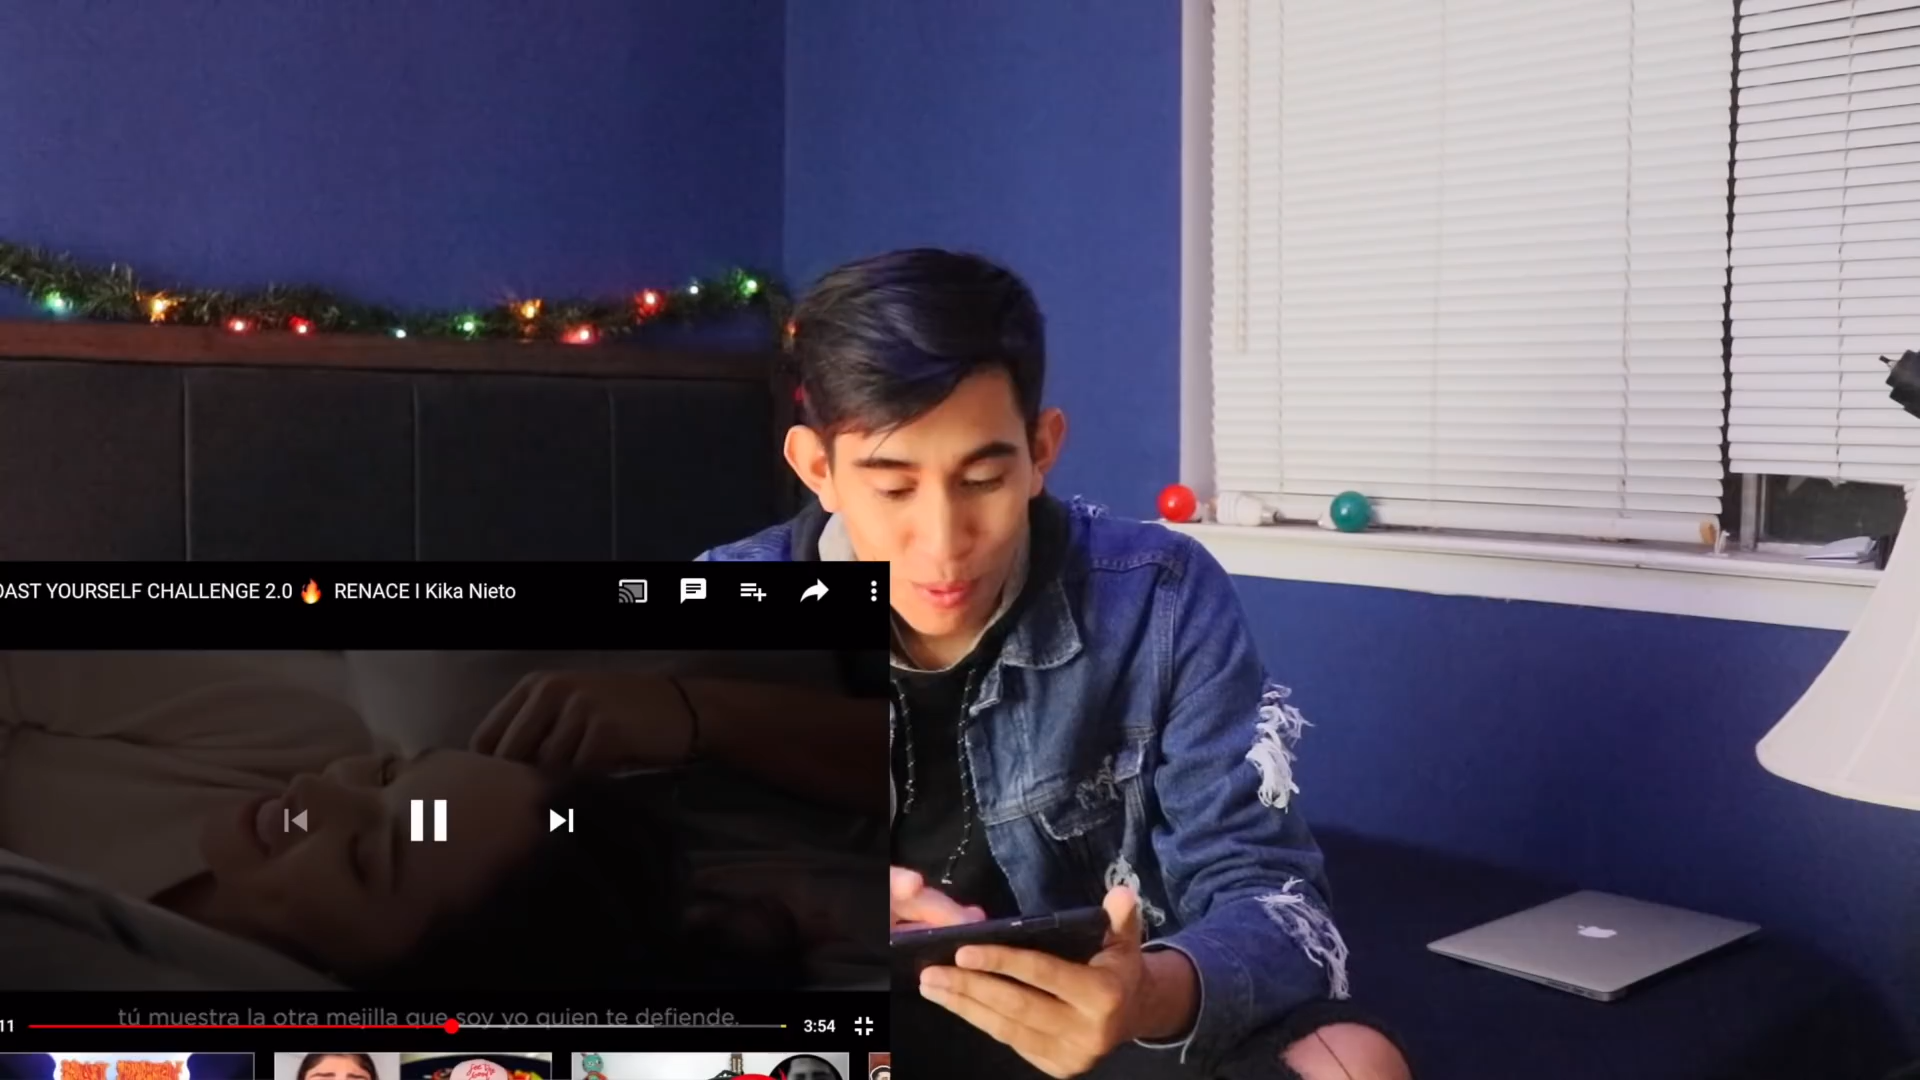 OAST YOURSELF CHALLENGE 2.0 🔥 RENACE I Kika Nieto
tú muestra la otra mejilla que soy yo quien te defiende.
11
3:54